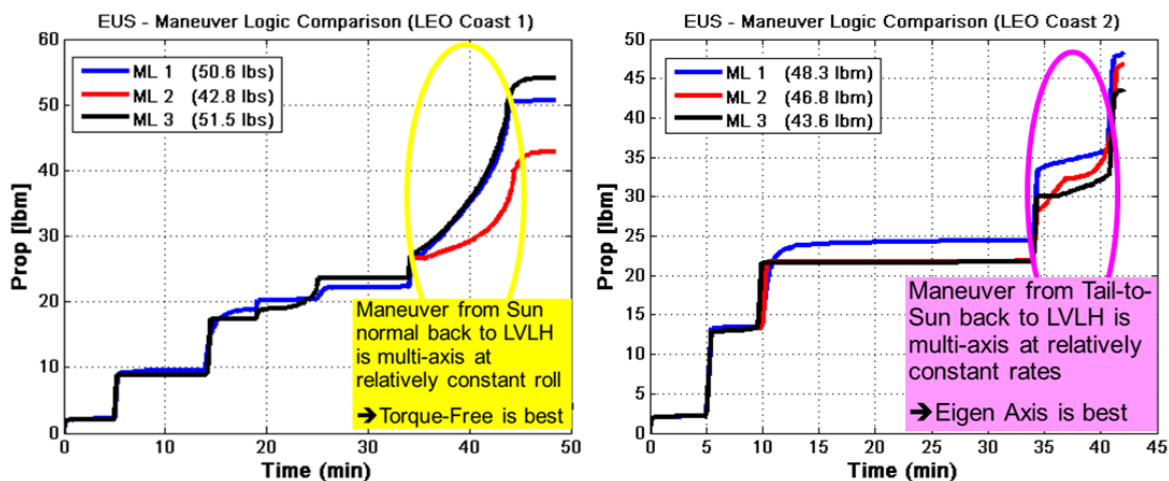 EUS - Maneuver Logic Comparison (LEO Coast 1)
60
50
40
30
20
10
0
Prop [lbm]
ML 1 (50.6 lbs)
ML 2 (42.8 lbs)
ML 3 (51.5 lbs)
Maneuver from Sun
normal back to LVLH
is multi-axis at
relatively constant roll
➔Torque-Free is best
0 10 20 30 40 50
Time (min)
EUS - Maneuver Logic Comparison (LEO Coast 2)
50
45
40
35
30
25
20
15
10
5
0
Prop [lbm]
ML 1 (48.3 lbm)
ML 2 (46.8 lbm)
ML 3 (43.6 lbm)
Maneuver from Tail-to-
Sun back to LVLH is
multi-axis at relatively
constant rates
➔Eigen Axis is best
0 5 10 15 20 25 30 35 40 45
Time (min)